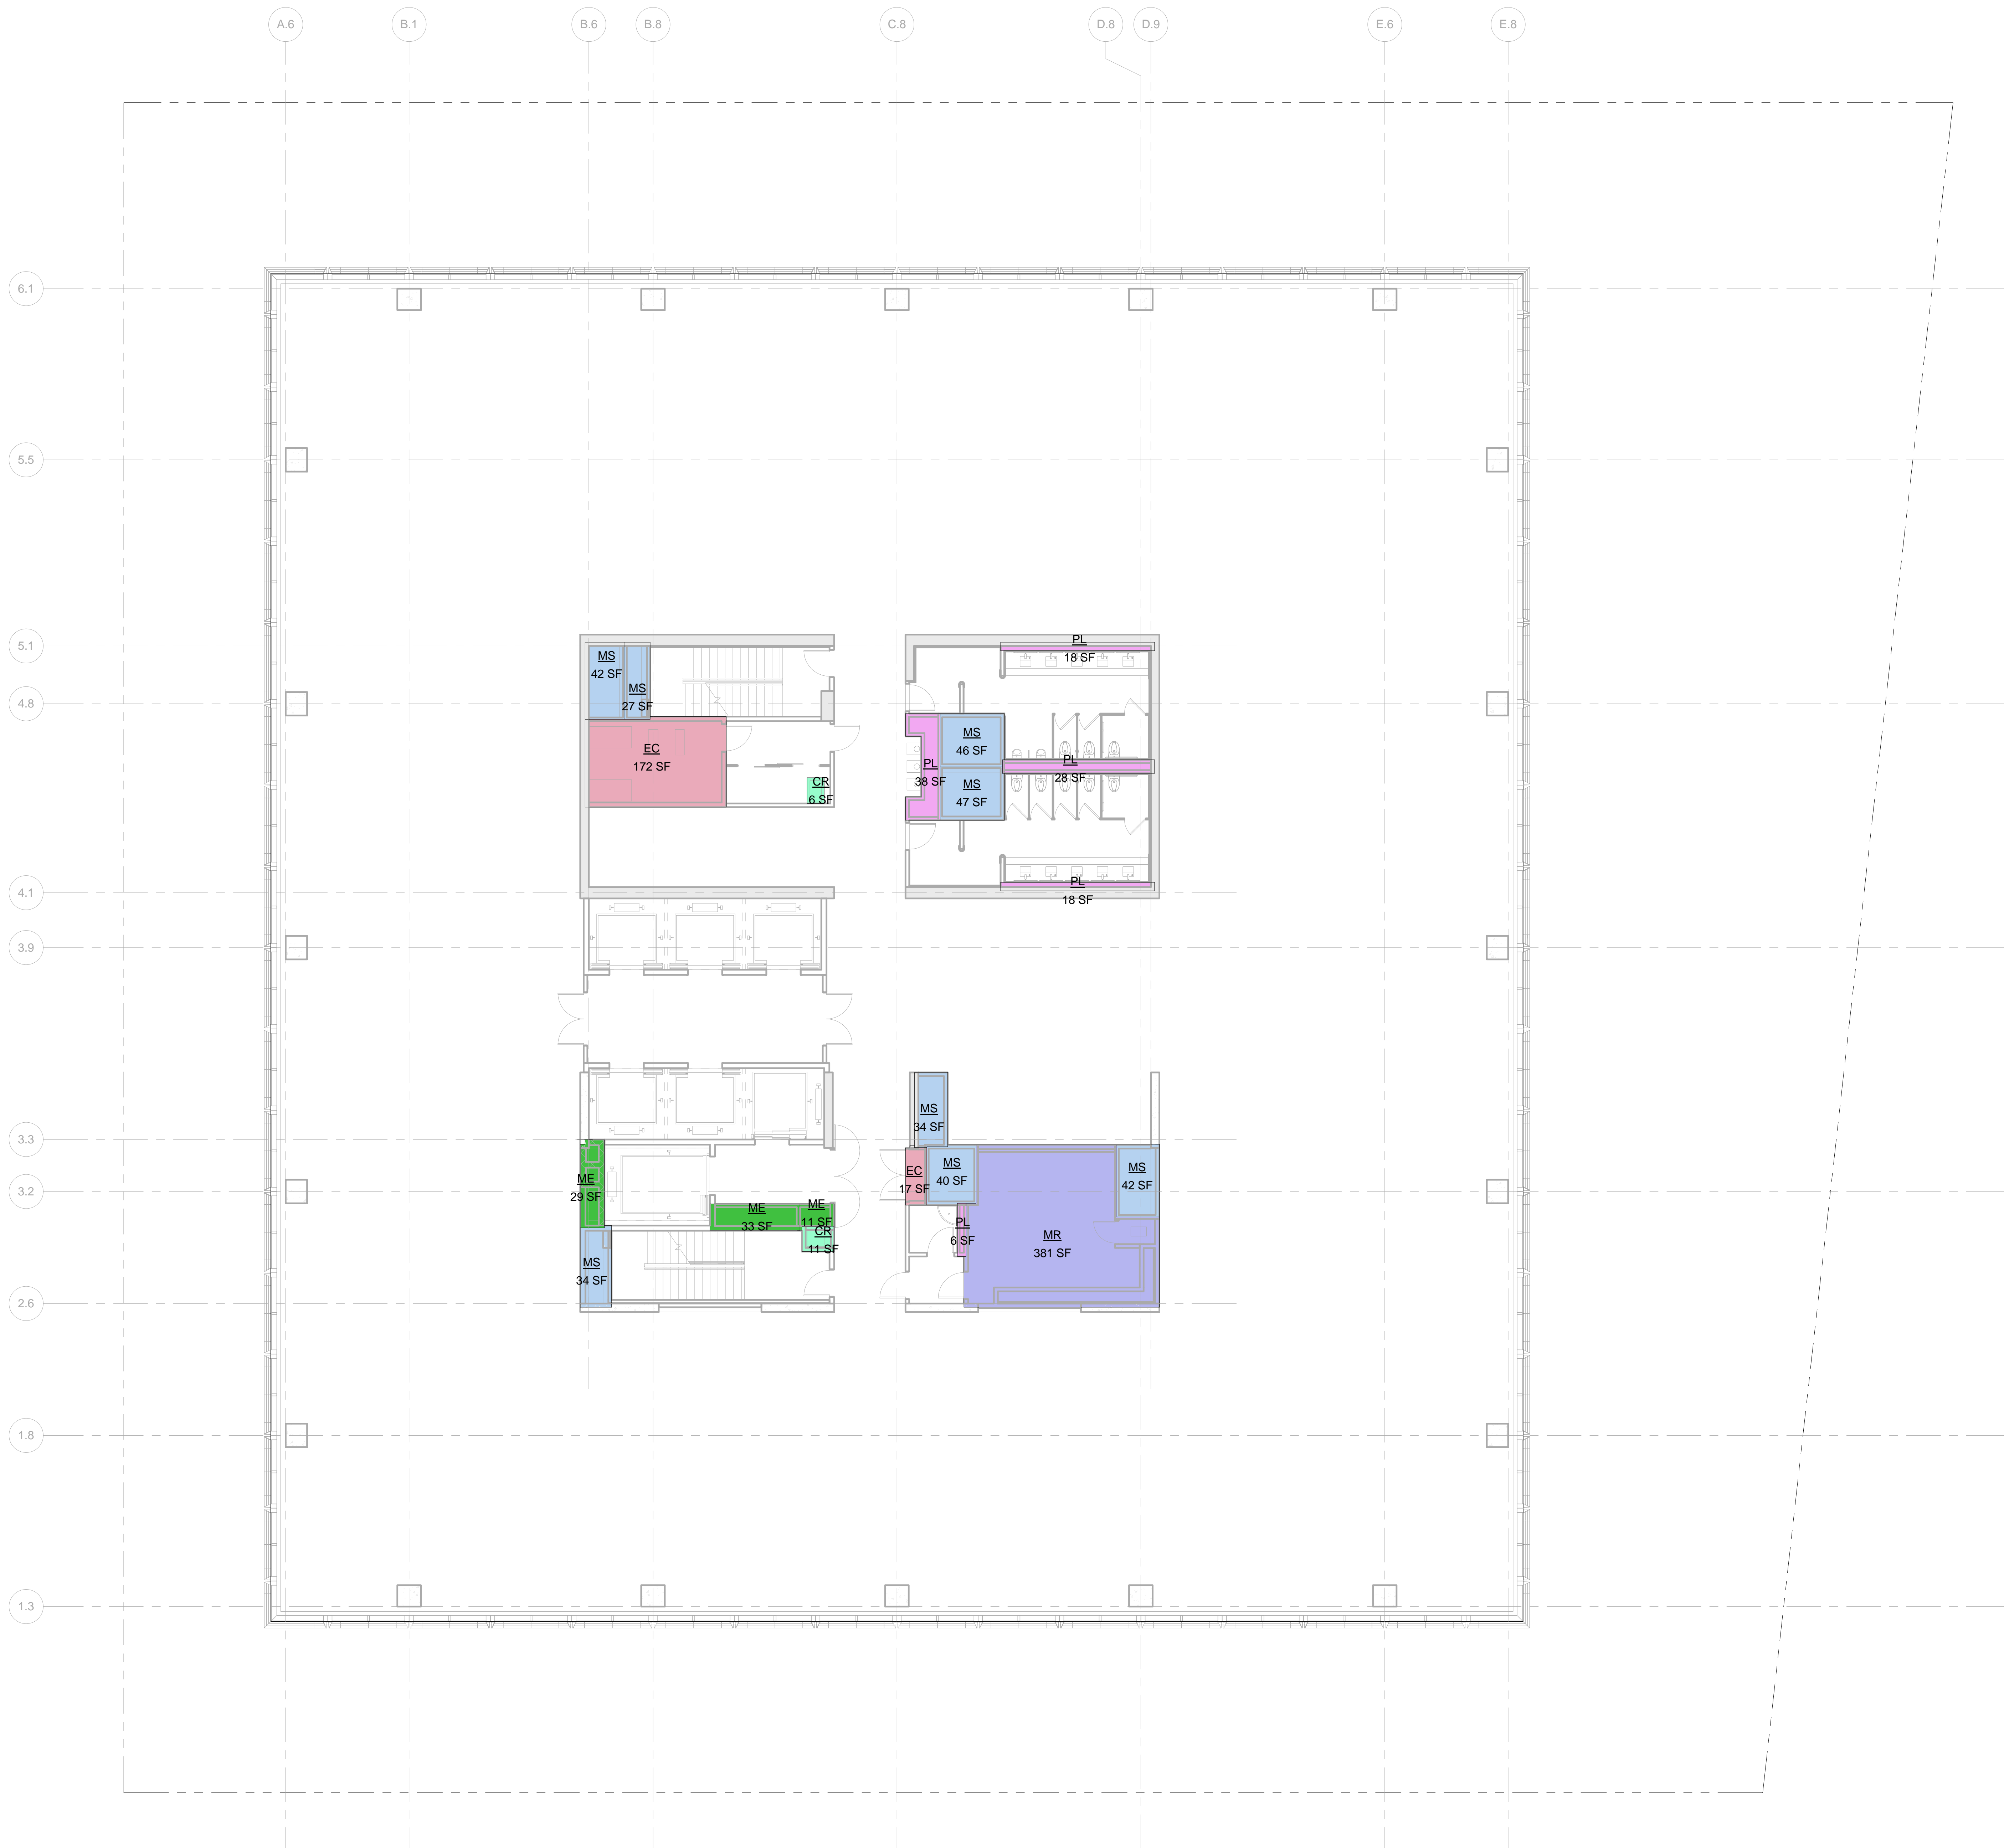 A.6
B.1
B.6
B.8
C.8
D.8
D.9
E.6
E.8
6.1
5.5
5.1
4.8
4.1
3.9
3.3
3.2
2.6
1.8
1.3
MS
42 SF
MS
27 SF
EC
172 SF
CR
6 SF
PL
18 SF
MS
46 SF
PL
38 SF
PL
28 SF
MS
47 SF
PL
18 SF
MS
34 SF
ME
29 SF
ME
33 SF
ME
11 SF
CR
11 SF
MS
34 SF
EC
17 SF
MS
40 SF
MS
42 SF
PL
6 SF
MR
381 SF